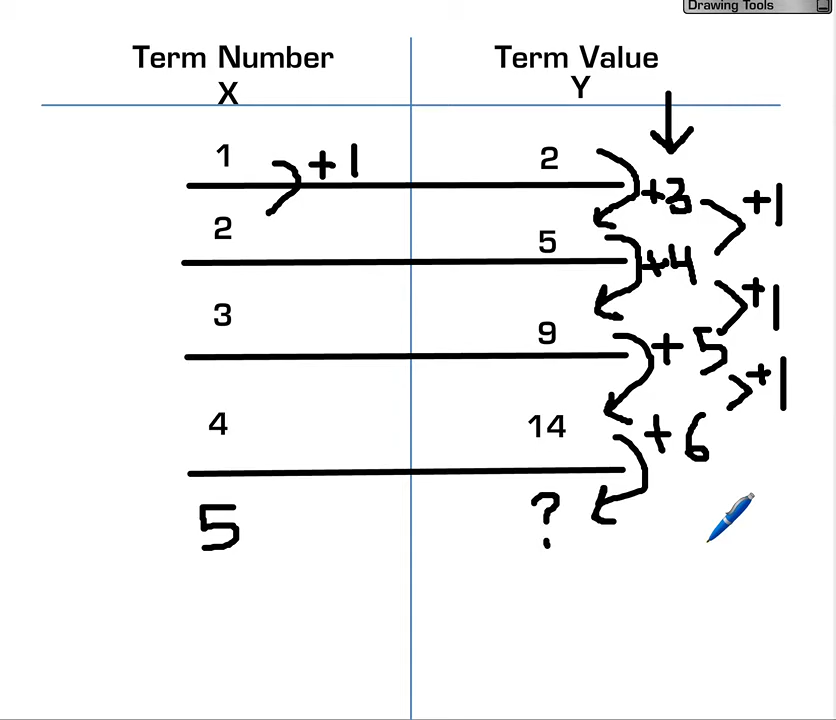 Drawing Tools
Term Number Term Value
X Y
1 +1 2
+3 +1
2 5
+4 +1
3 9
+5 +1
4 14
+6
5 ?